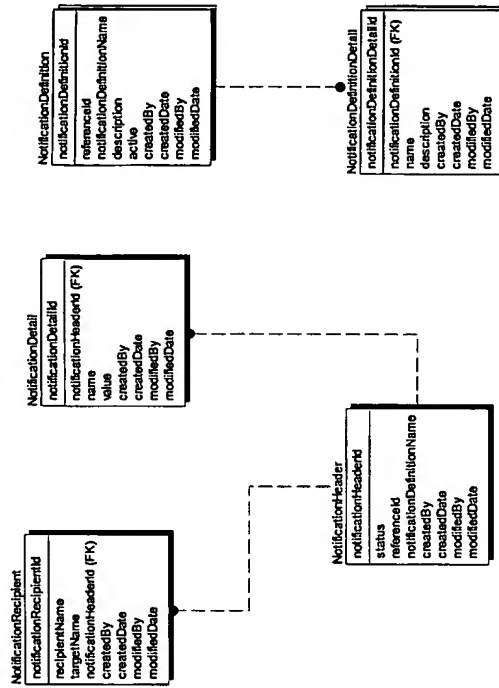 NotificationRecipient
notificationRecipientId
recipientName
targetName
notificationHeaderId (FK)
createdBy
createdDate
modifiedBy
modifiedDate
NotificationDetail
notificationDetailId
notificationHeaderId (FK)
name
value
createdBy
createdDate
modifiedBy
modifiedDate
NotificationDefinition
notificationDefinitionId
referenceId
notificationDefinitionName
description
active
createdBy
createdDate
modifiedBy
modifiedDate
NotificationHeader
notificationHeaderId
status
referenceId
notificationDefinitionName
createdBy
createdDate
modifiedBy
modifiedDate
NotificationDefinitionDetail
notificationDefinitionDetailId
notificationDefinitionId (FK)
name
description
createdBy
createdDate
modifiedBy
modifiedDate